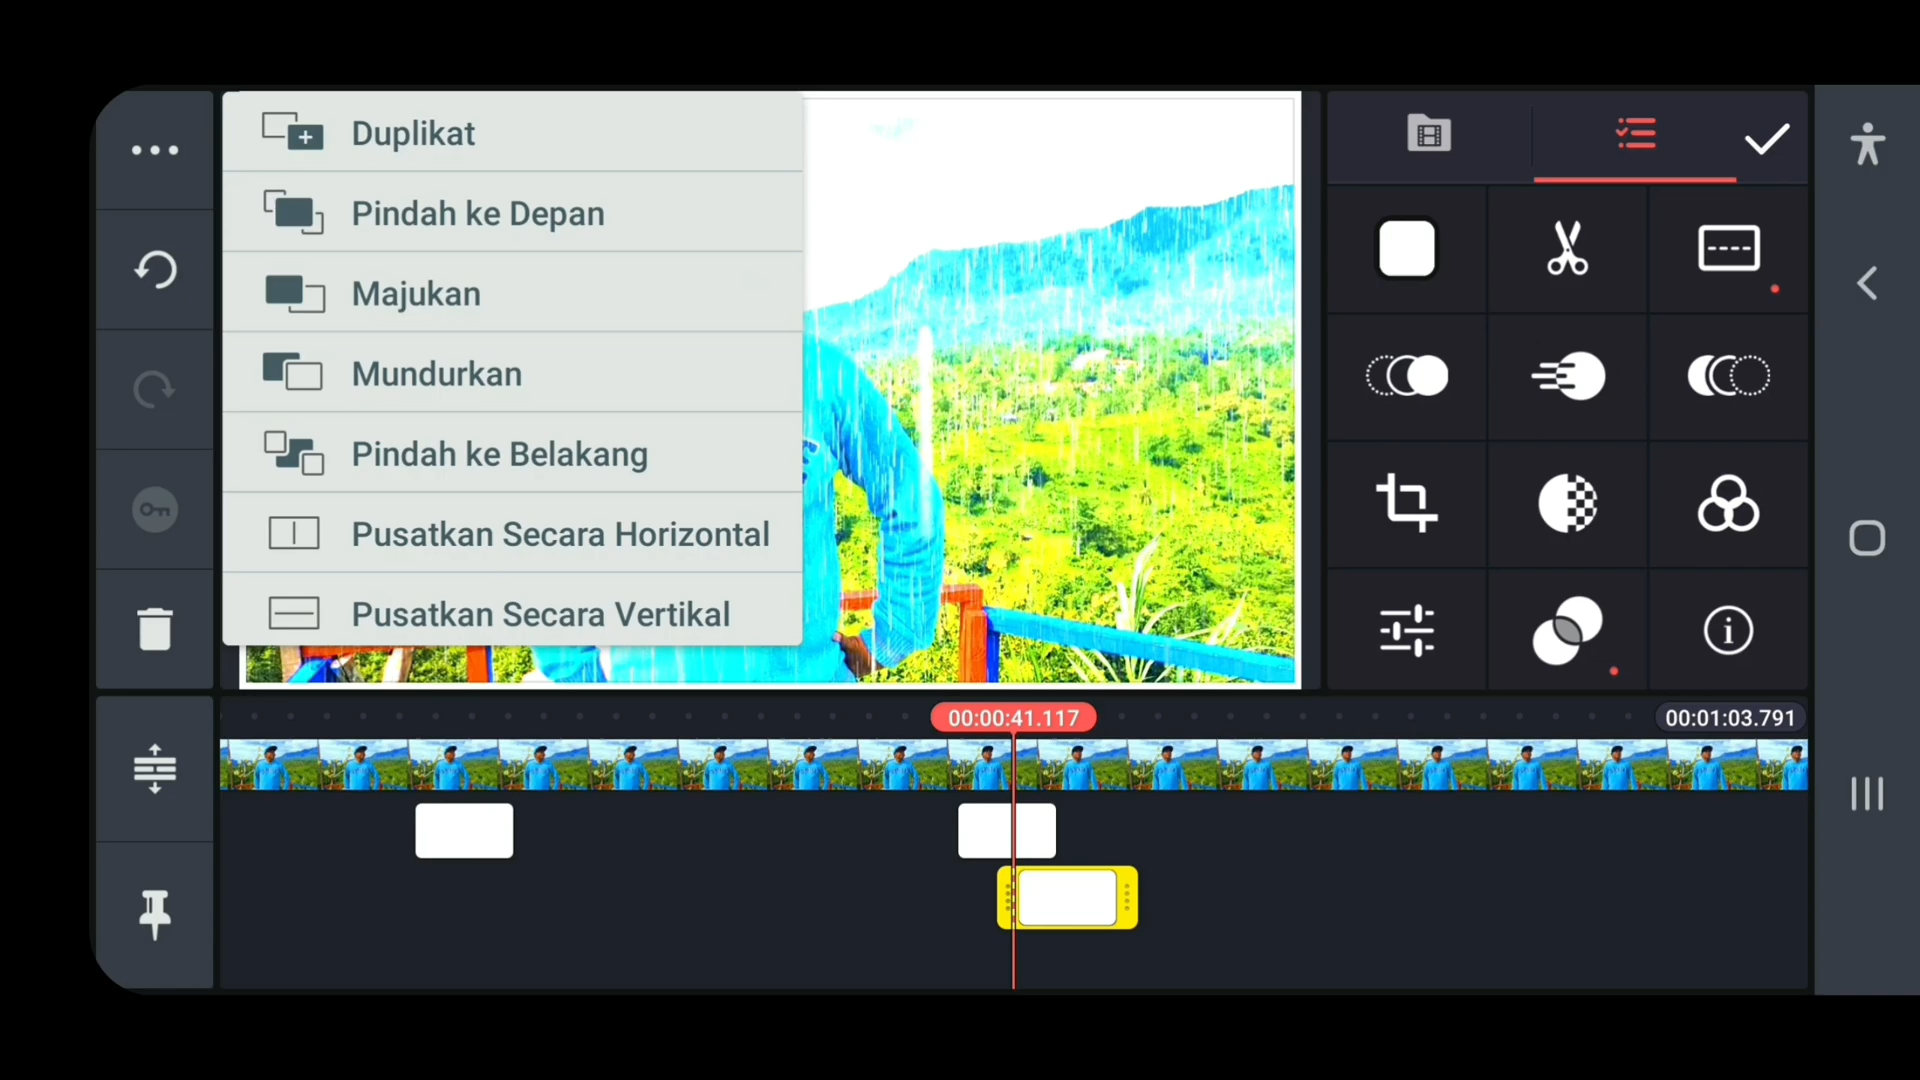 Duplikat
Pindah ke Depan
Majukan
Mundurkan
Pindah ke Belakang
Pusatkan Secara Horizontal
Pusatkan Secara Vertikal
00:00:41.117
00:01:03.791